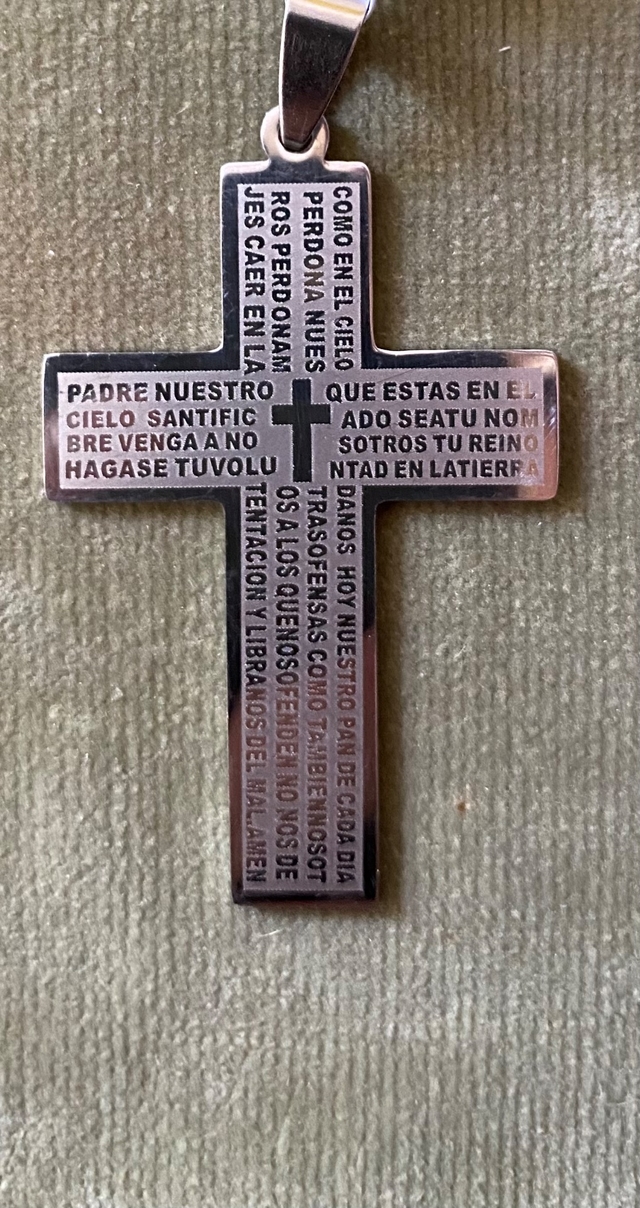 PADRE NUESTRO QUE ESTAS EN EL
CIELO SANTIFIC ADO SEATU NOM
BRE VENGA A NO SOTROS TU REINO
HAGASE TUVOLU NTAD EN LATIERRA
COMO EN EL CIELO DANOS HOY NUESTRO PAN DE CADA DIA
PERDONA NUES TRASOFENSAS COMO TAMBIENNOSOT
ROS PERDONAM OS A LOS QUENOSOFENDEN NO NOS DE
JES CAER EN LA TENTACION Y LIBRANOS DEL MAL.AMEN